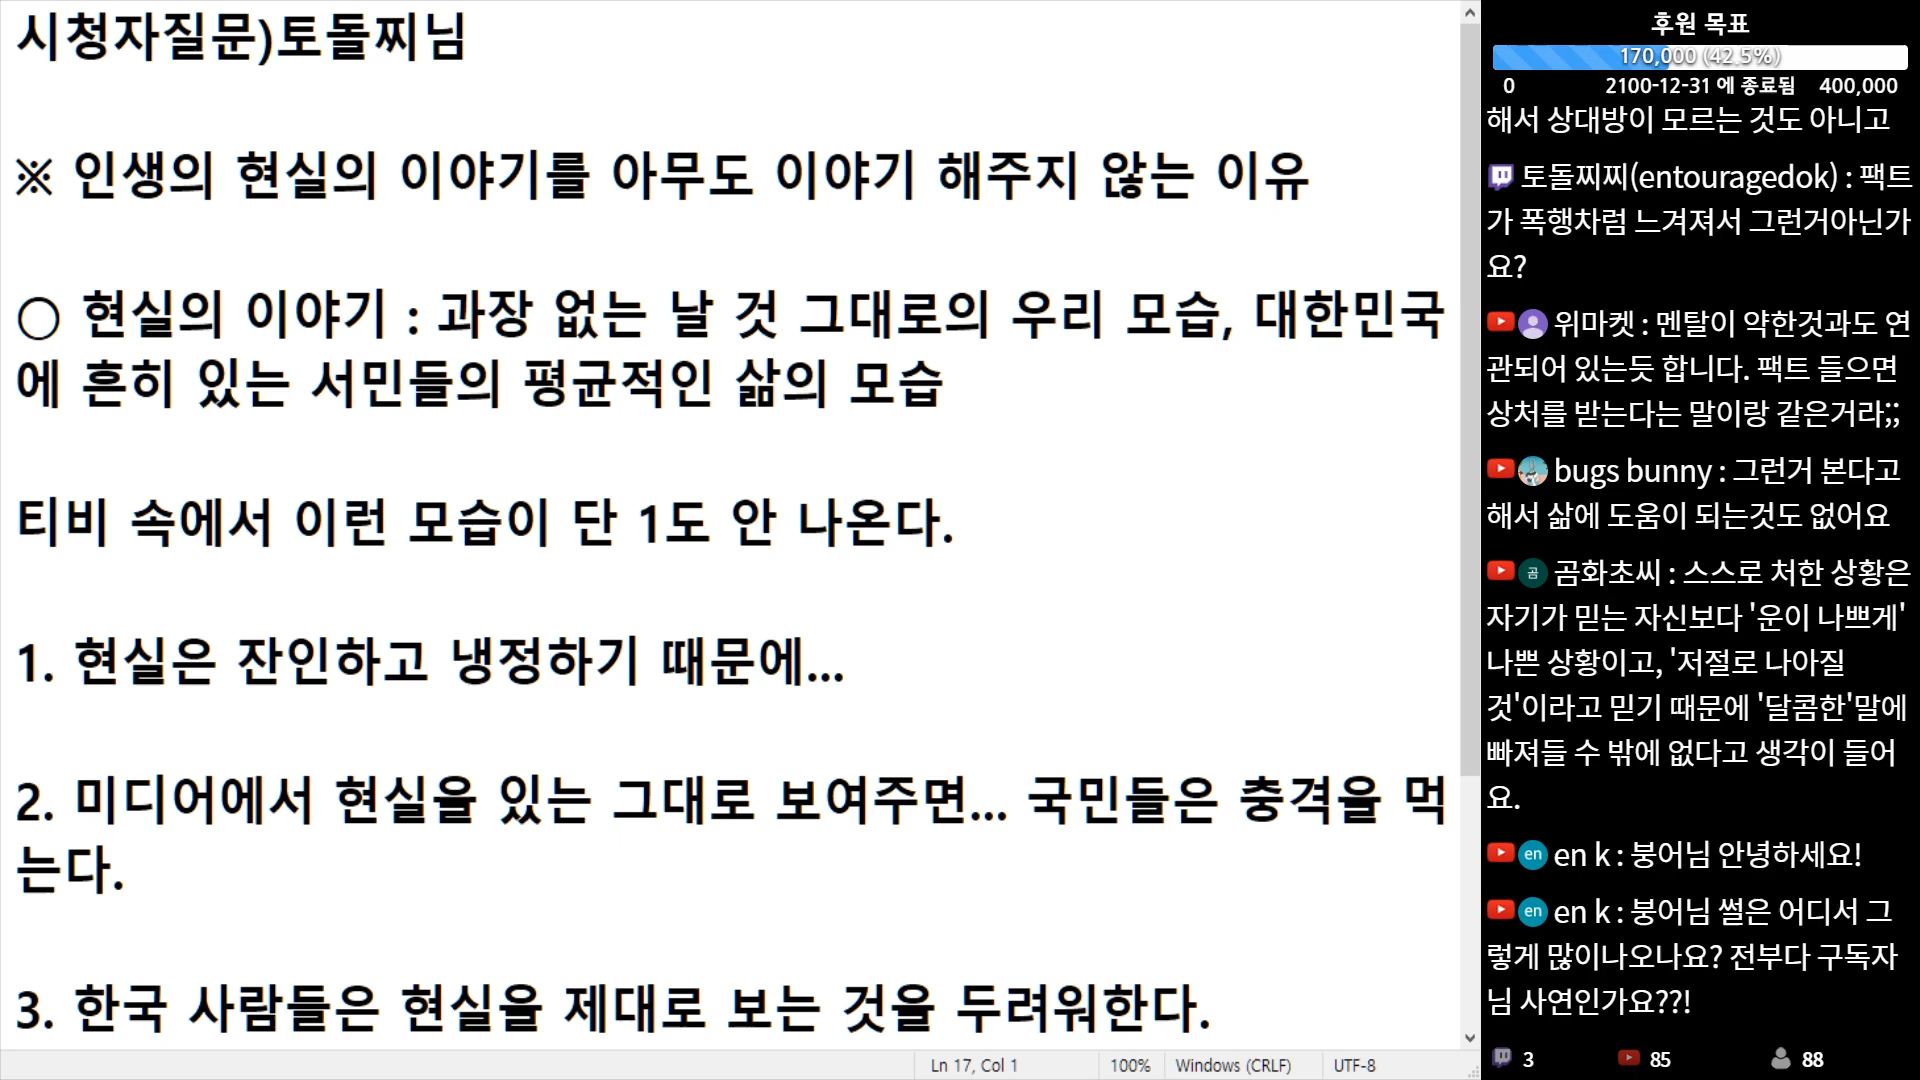 시청자질문)토돌찌님
※ 인생의 현실의 이야기를 아무도 이야기 해주지 않는 이유
○ 현실의 이야기 : 과장 없는 날 것 그대로의 우리 모습, 대한민국
에 흔히 있는 서민들의 평균적인 삶의 모습
티비 속에서 이런 모습이 단 1도 안 나온다.
1. 현실은 잔인하고 냉정하기 때문에...
2. 미디어에서 현실을 있는 그대로 보여주면... 국민들은 충격을 먹
는다.
3. 한국 사람들은 현실을 제대로 보는 것을 두려워한다.
Ln 17, Col 1 100% Windows (CRLF) UTF-8
후원 목표
170,000 (42.5%)
0 2100-12-31 에 종료됨 400,000
해서 상대방이 모르는 것도 아니고
토돌찌찌(entouragedok) : 팩트
가 폭행차럼 느겨져서 그런거아닌가
요?
위마켓 : 멘탈이 약한것과도 연
관되어 있는듯 합니다. 팩트 들으면
상처를 받는다는 말이랑 같은거라;;
bugs bunny : 그런거 본다고
해서 삶에 도움이 되는것도 없어요
곰 곰화초씨 : 스스로 처한 상황은
자기가 믿는 자신보다 '운이 나쁘게'
나쁜 상황이고, '저절로 나아질
것'이라고 믿기 때문에 '달콤한'말에
빠져들 수 밖에 없다고 생각이 들어
요.
en en k : 붕어님 안녕하세요!
en en k : 붕어님 썰은 어디서 그
렇게 많이나오나요? 전부다 구독자
님 사연인가요??!
3 85 88